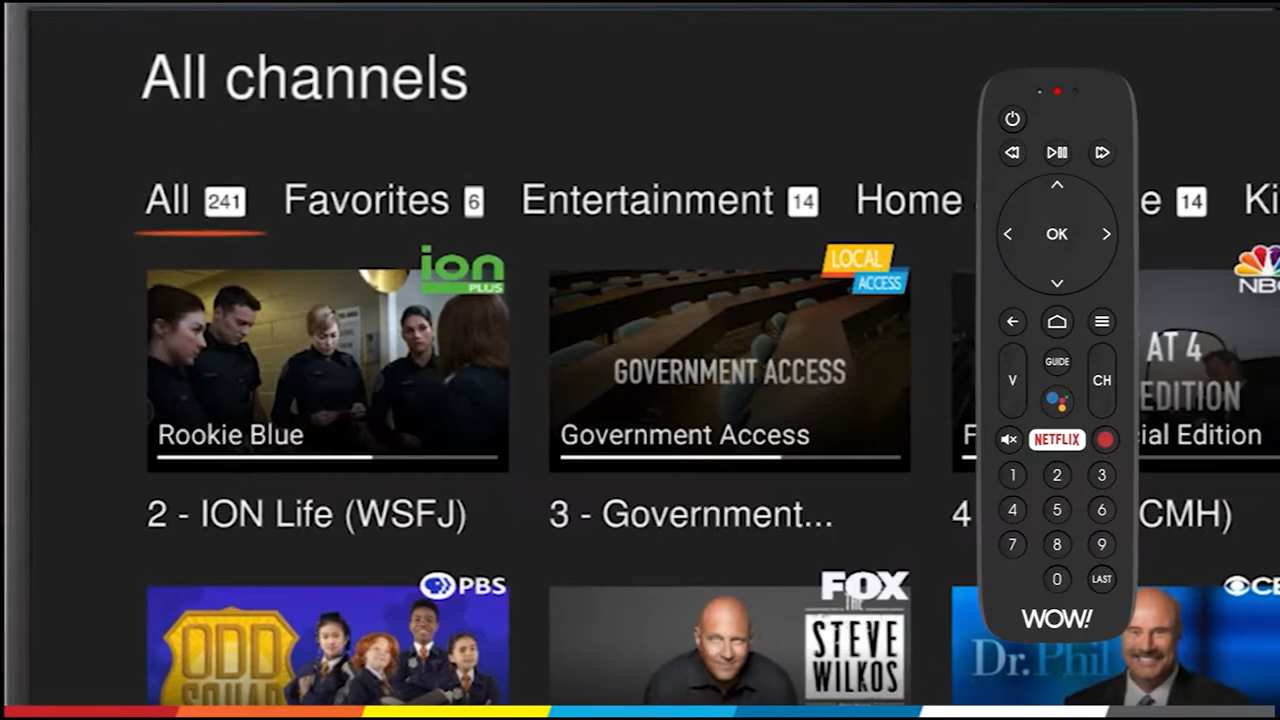 All channels
All 241
Favorites 6
Entertainment 14
Home
e 14
Ki
ion
PLUS
Rookie Blue
2 - ION Life (WSFJ)
LOCAL
ACCESS
GOVERNMENT ACCESS
Government Access
3 - Government...
NBC
AT 4
EDITION
F
ial Edition
4
CMH)
PBS
ODD
SQUAD
FOX
THE
STEVE
WILKOS
CB
Dr. Phil
OK
GUIDE
V
CH
NETFLIX
1 2 3
4 5 6
7 8 9
0 LAST
WOW!